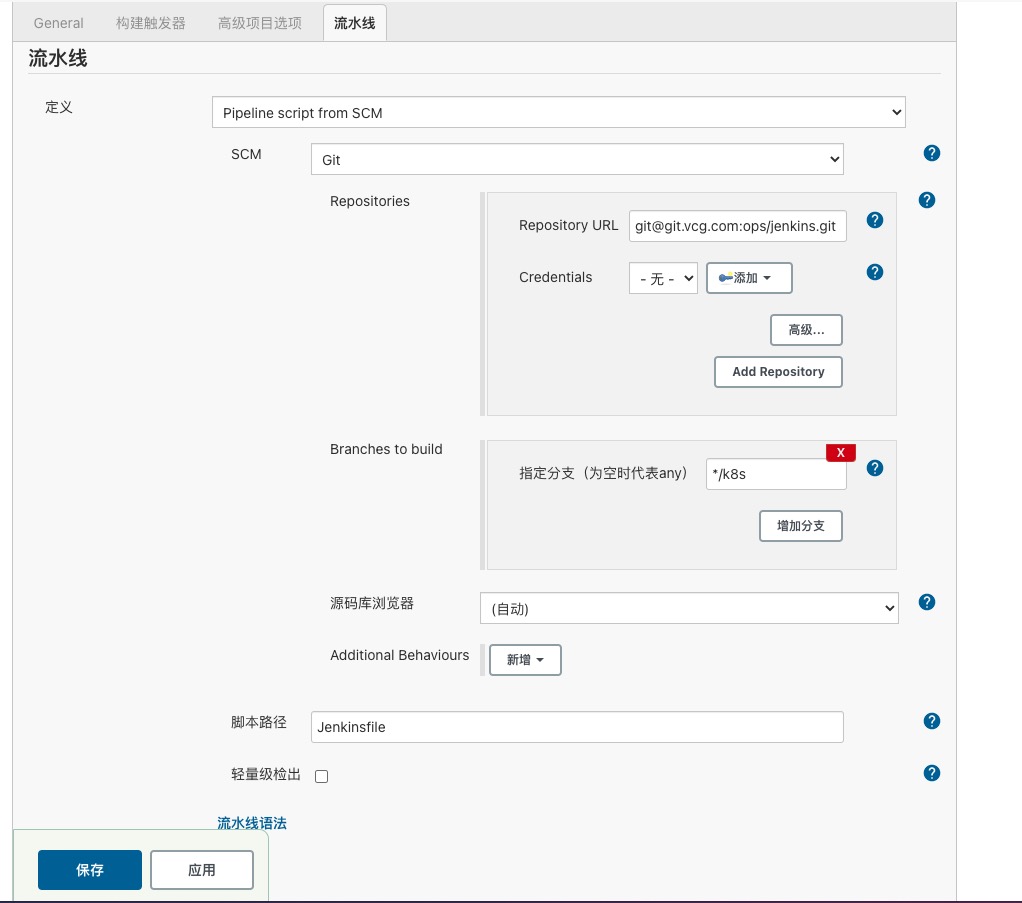 General 构建触发器 高级项目选项 流水线
流水线
定义 Pipeline script from SCM
SCM Git ?
Repositories ?
Repository URL git@git.vcg.com:ops/jenkins.git ?
Credentials - 无 - 添加 ?
高级...
Add Repository
Branches to build
X
指定分支（为空时代表any） */k8s ?
增加分支
源码库浏览器 (自动) ?
Additional Behaviours 新增
脚本路径 Jenkinsfile ?
轻量级检出 ?
流水线语法
保存 应用